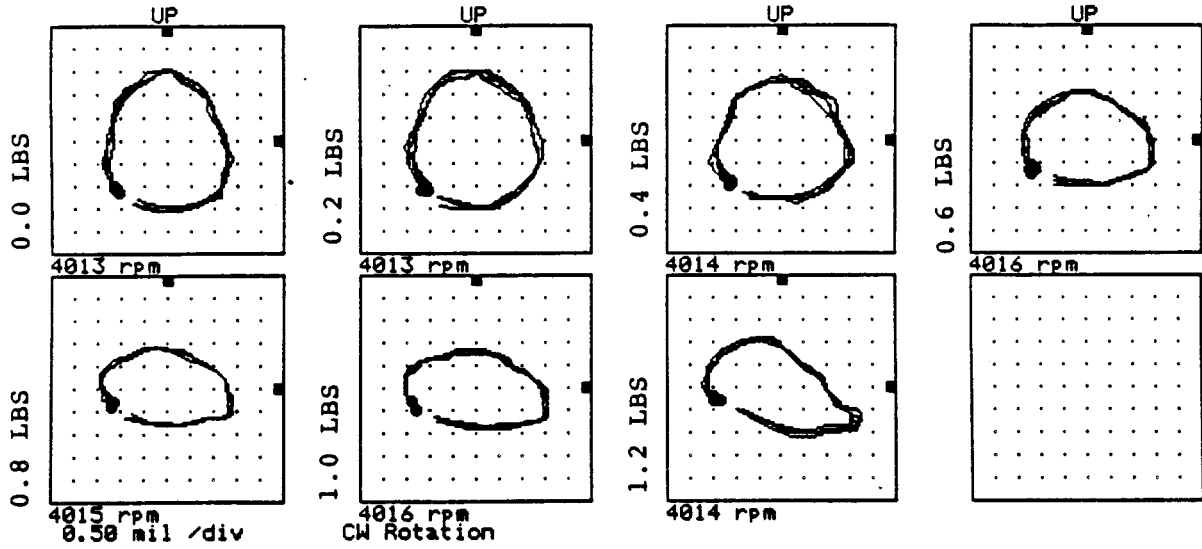 UP
UP
UP
UP
0.0 LBS
0.2 LBS
0.4 LBS
0.6 LBS
4013 rpm
4013 rpm
4014 rpm
4016 rpm
0.8 LBS
1.0 LBS
1.2 LBS
4015 rpm
4016 rpm
4014 rpm
0.50 mil /div
CW Rotation